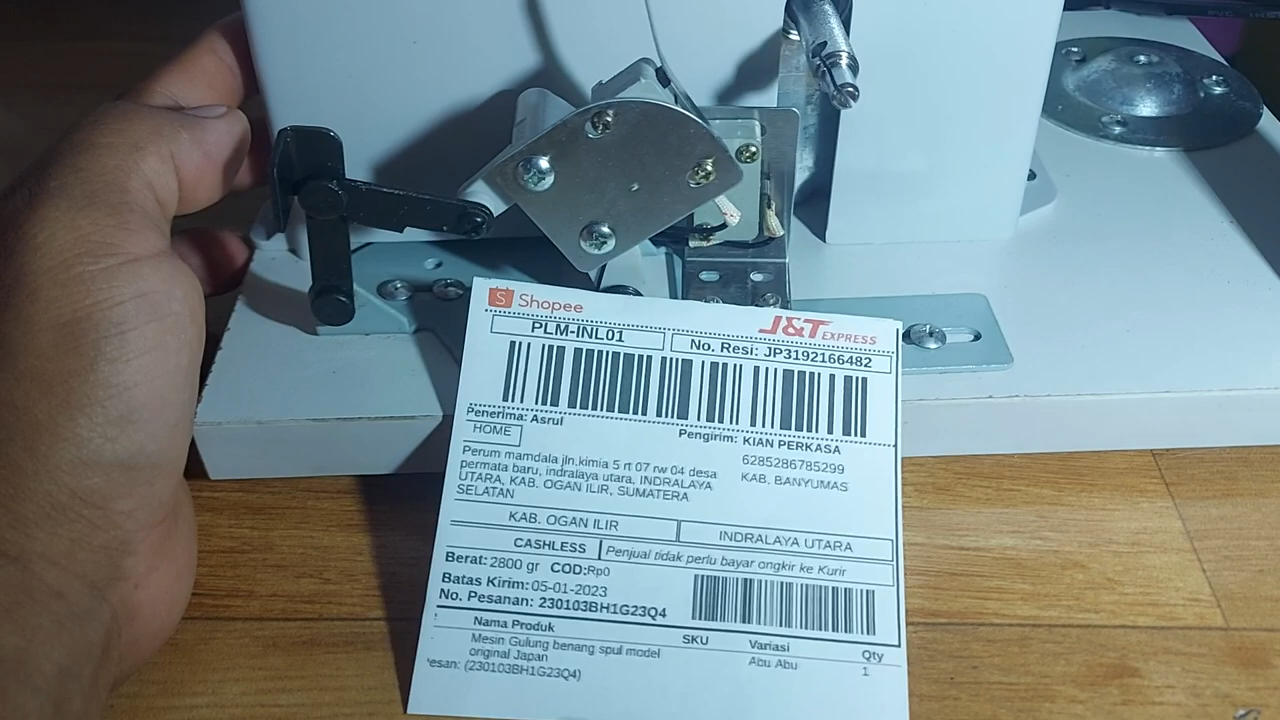 Shopee
J&T EXPRESS
PLM-INL01
No. Resi: JP3192166482
Penerima: Asrul
Pengirim: KIAN PERKASA
HOME
6285286785299
KAB. BANYUMAS
Perum mamdala jln,kimia 5 rt 07 rw 04 desa
permata baru, indralaya utara, INDRALAYA
UTARA, KAB. OGAN ILIR, SUMATERA
SELATAN
KAB. OGAN ILIR
INDRALAYA UTARA
CASHLESS
Penjual tidak perlu bayar ongkir ke Kurir
Berat: 2800 gr COD:Rp0
Batas Kirim: 05-01-2023
No. Pesanan: 230103BH1G23Q4
Nama Produk SKU Variasi Qty
Mesin Gulung benang spul model Abu Abu 1
original Japan
esan: (230103BH1G23Q4)